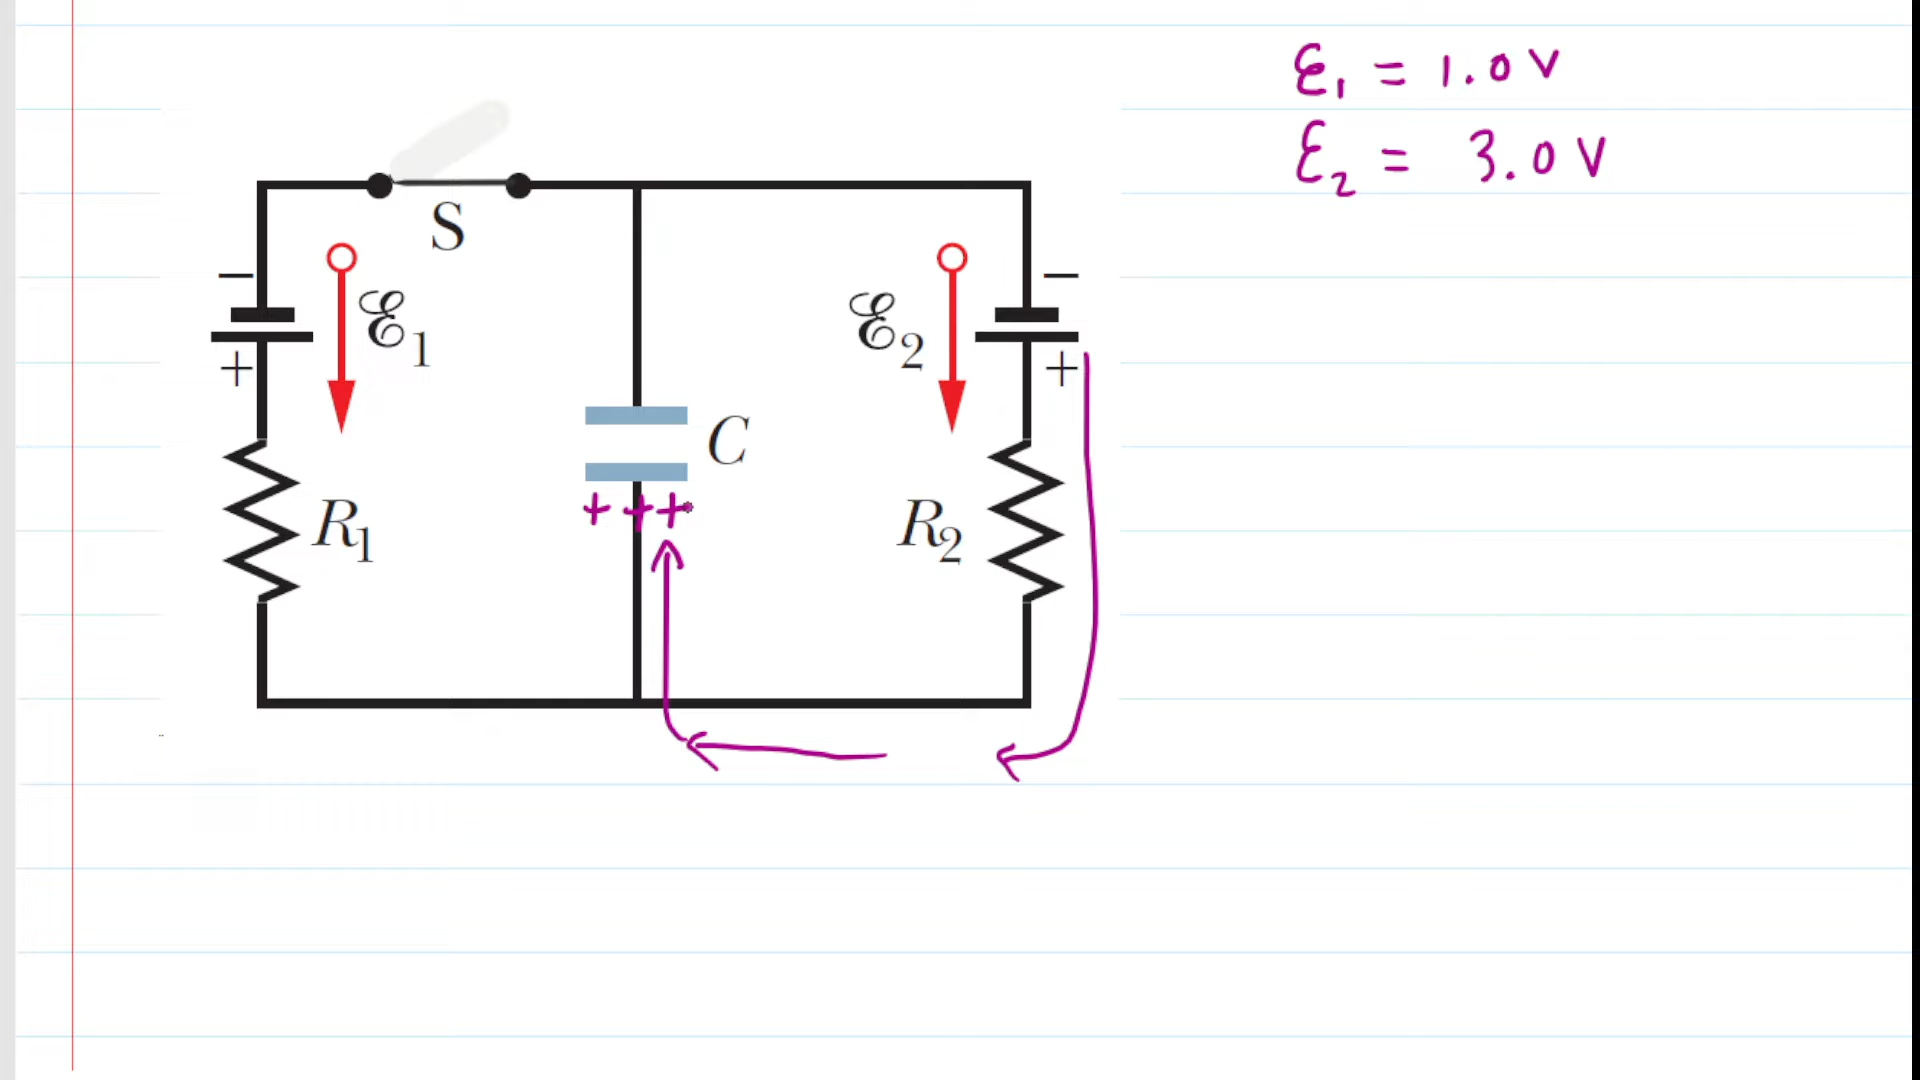 ℰ₁ = 1.0 V
ℰ₂ = 3.0 V
S
− −
ℰ₁ ℰ₂
+ +
C
+ + +
R₁ R₂